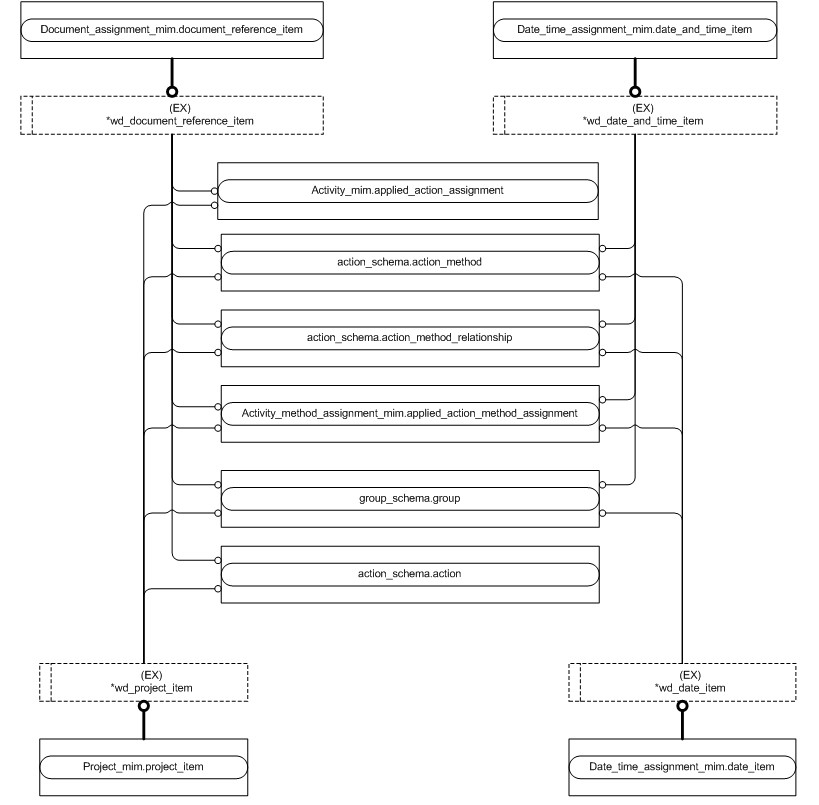 Document_assignment_mim.document_reference_item
Date_time_assignment_mim.date_and_time_item
(EX)
*wd_document_reference_item
(EX)
*wd_date_and_time_item
Activity_mim.applied_action_assignment
action_schema.action_method
action_schema.action_method_relationship
Activity_method_assignment_mim.applied_action_method_assignment
group_schema.group
action_schema.action
(EX)
*wd_project_item
(EX)
*wd_date_item
Project_mim.project_item
Date_time_assignment_mim.date_item